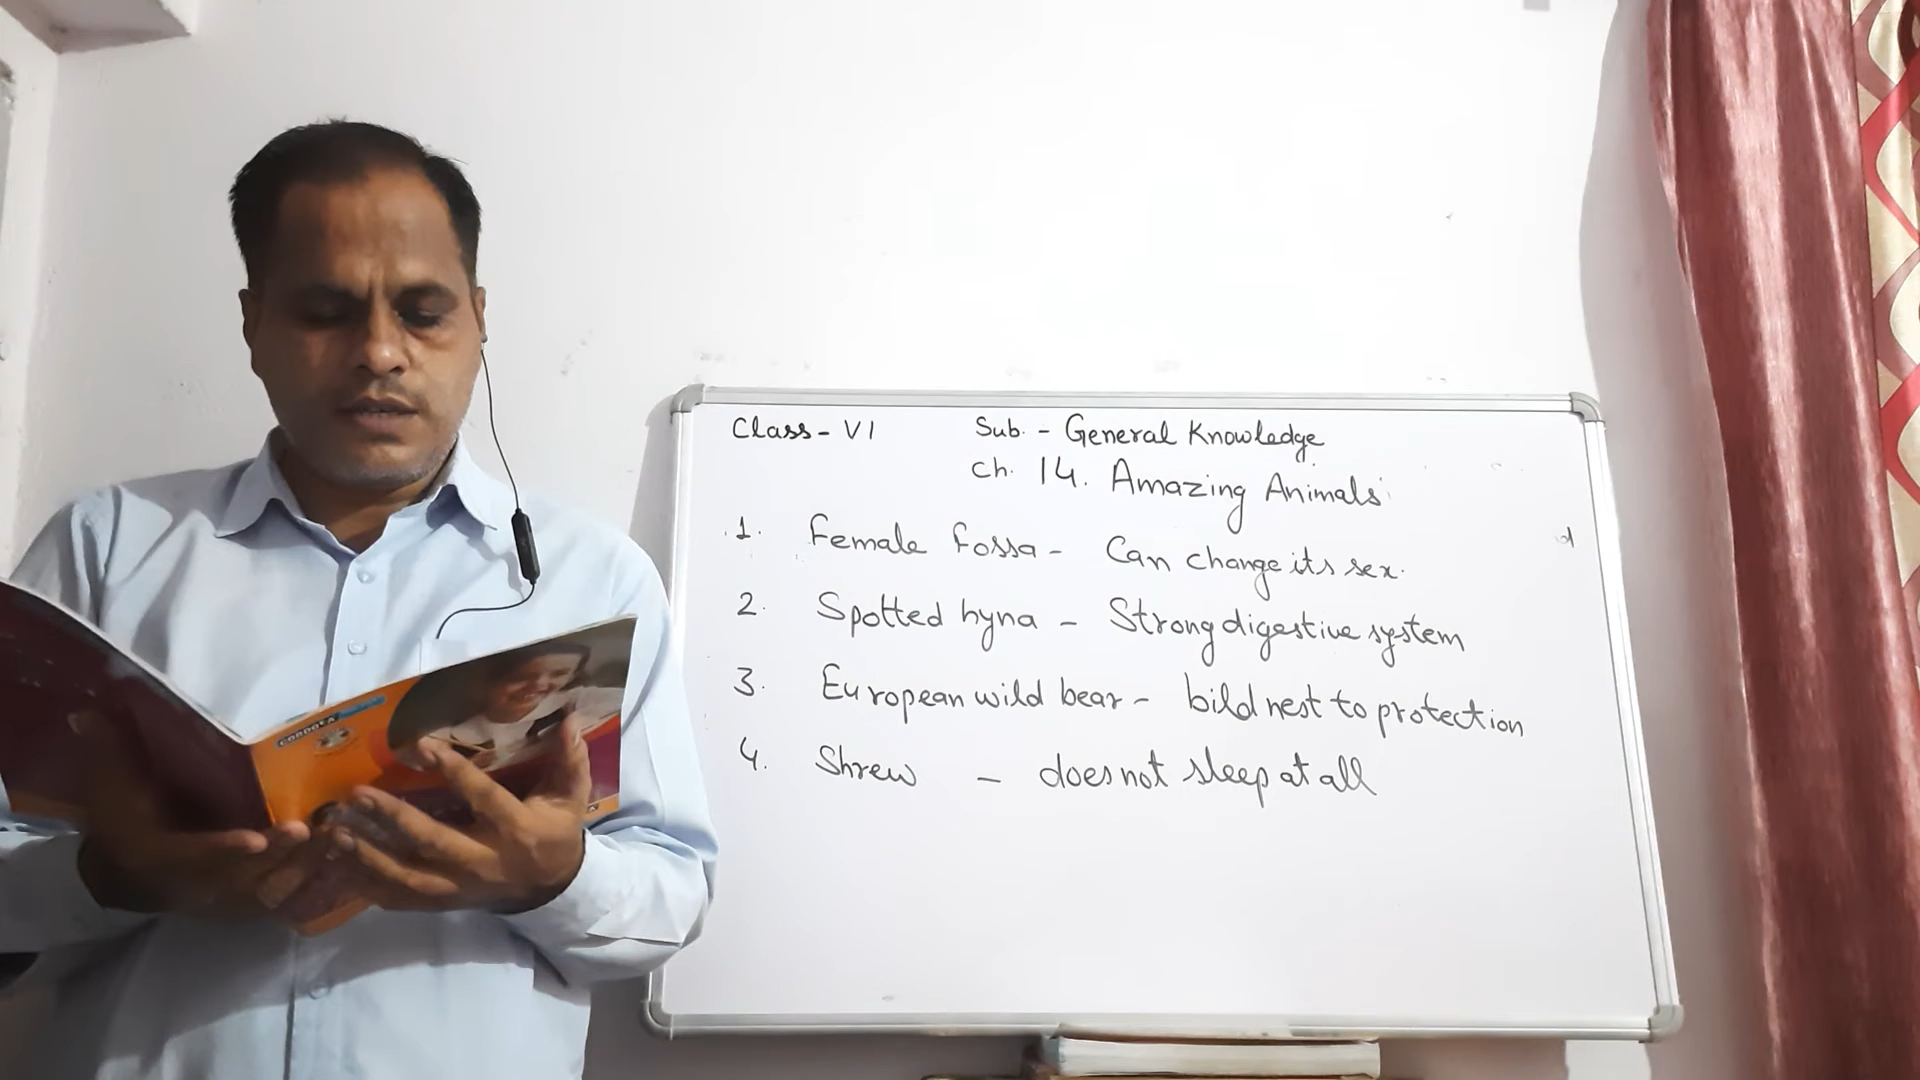 Class - VI Sub. - General Knowledge
Ch. 14. Amazing Animals
1. Female fossa - Can change its sex.
2. Spotted hyna - Strong digestive system
3. European wild bear - bild nest to protection
4. Shrew - does not sleep at all
CORDOVA